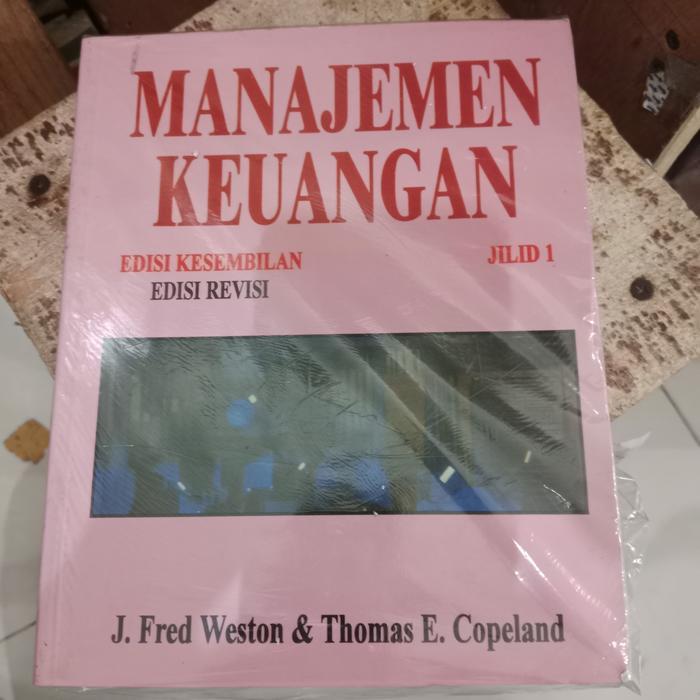 MANAJEMEN
KEUANGAN
EDISI KESEMBILAN
JILID 1
EDISI REVISI
J. Fred Weston & Thomas E. Copeland